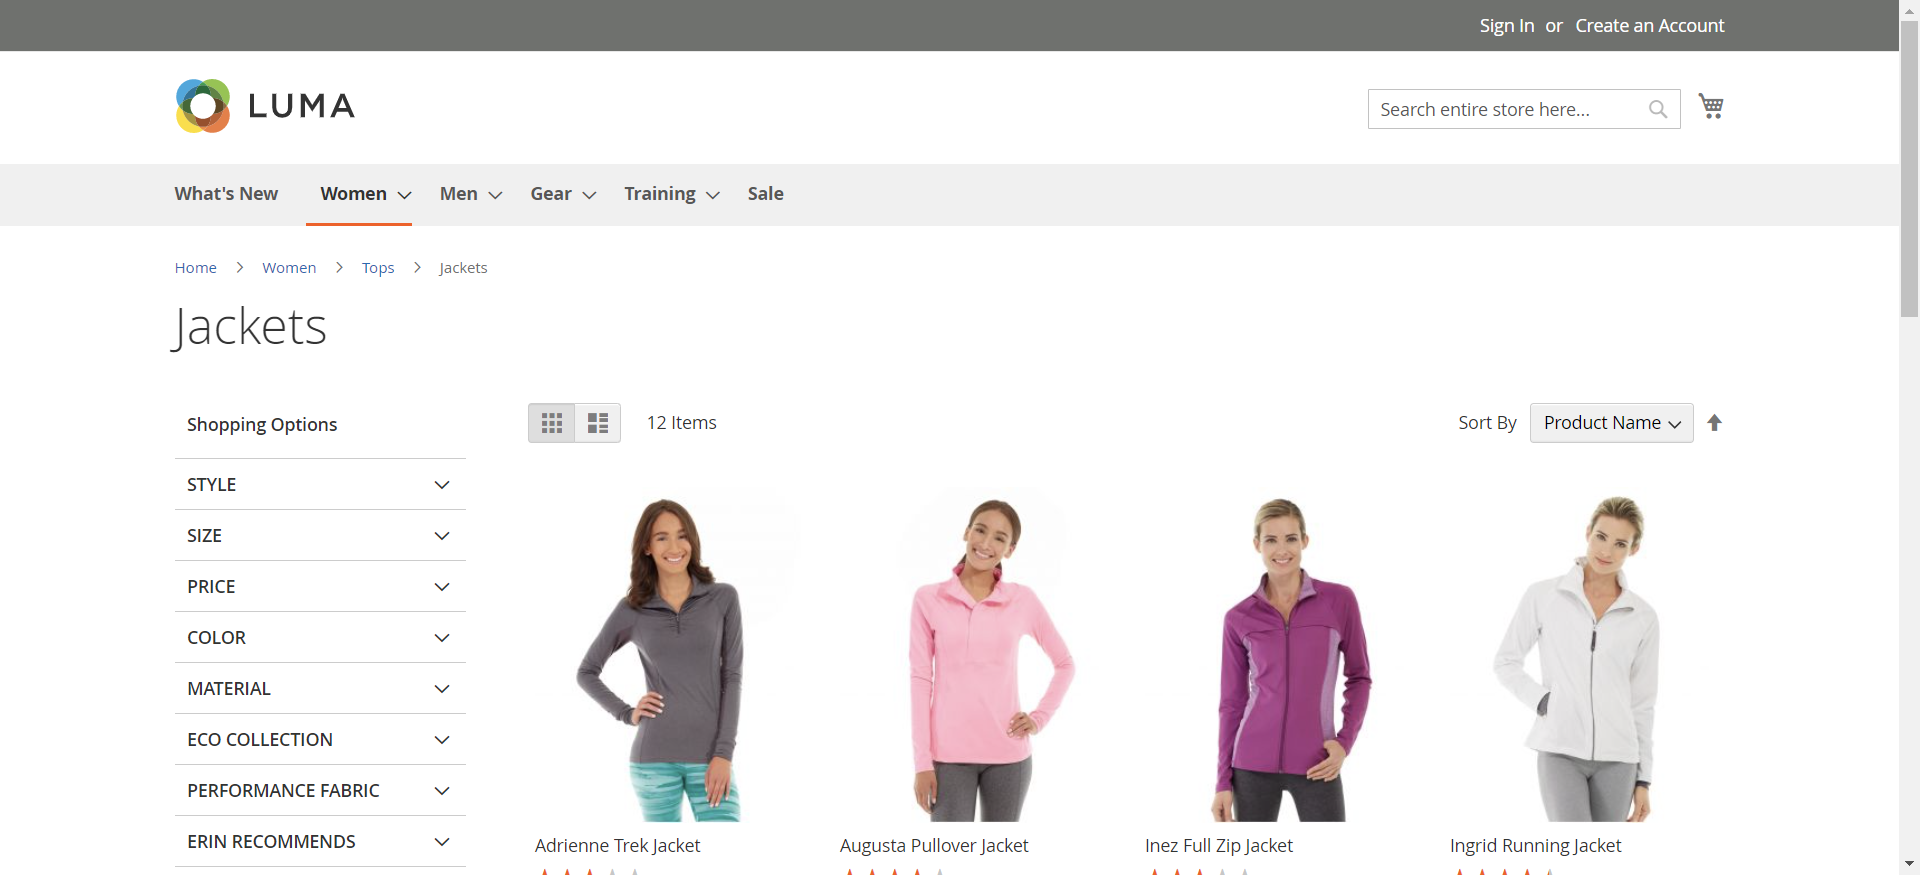 Sign In or Create an Account
LUMA
Search entire store here...
What's New Women Men Gear Training Sale
Home Women Tops Jackets
Jackets
Shopping Options
12 Items
Sort By Product Name
STYLE
SIZE
PRICE
COLOR
MATERIAL
ECO COLLECTION
PERFORMANCE FABRIC
ERIN RECOMMENDS
Adrienne Trek Jacket
Augusta Pullover Jacket
Inez Full Zip Jacket
Ingrid Running Jacket